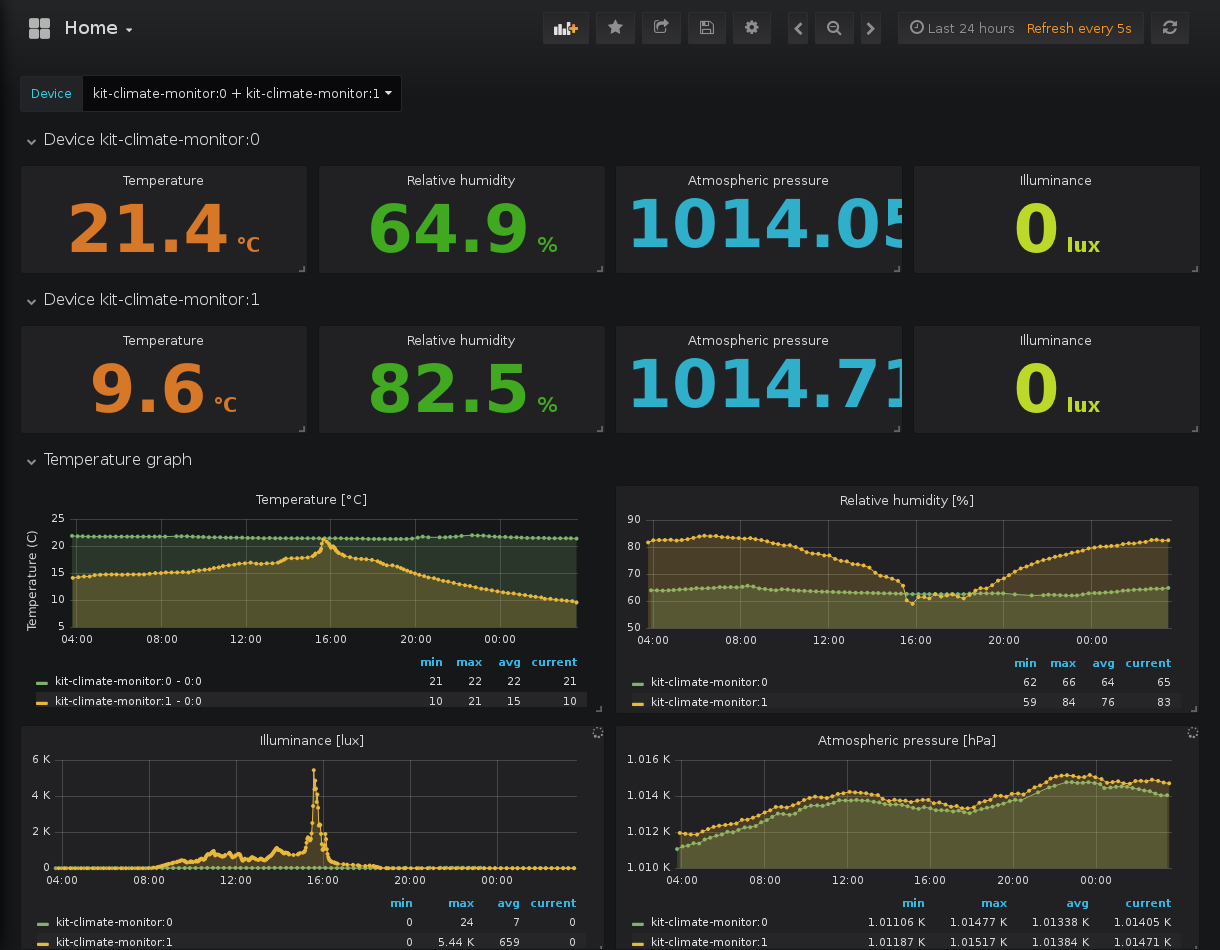 Home
Last 24 hours Refresh every 5s
Device kit-climate-monitor:0 + kit-climate-monitor:1
Device kit-climate-monitor:0
Temperature Relative humidity Atmospheric pressure Illuminance
21.4 °C 64.9 % 1014.05 0 lux
Device kit-climate-monitor:1
Temperature Relative humidity Atmospheric pressure Illuminance
9.6 °C 82.5 % 1014.71 0 lux
Temperature graph
Temperature [°C]
Temperature (C)
25
20
15
10
5
04:00 08:00 12:00 16:00 20:00 00:00
min max avg current
kit-climate-monitor:0 - 0:0 21 22 22 21
kit-climate-monitor:1 - 0:0 10 21 15 10
Relative humidity [%]
90
80
70
60
50
04:00 08:00 12:00 16:00 20:00 00:00
min max avg current
kit-climate-monitor:0 62 66 64 65
kit-climate-monitor:1 59 84 76 83
Illuminance [lux]
6 K
4 K
2 K
0
04:00 08:00 12:00 16:00 20:00 00:00
min max avg current
kit-climate-monitor:0 0 24 7 0
kit-climate-monitor:1 0 5.44 K 659 0
Atmospheric pressure [hPa]
1.016 K
1.014 K
1.012 K
1.010 K
04:00 08:00 12:00 16:00 20:00 00:00
min max avg current
kit-climate-monitor:0 1.01106 K 1.01477 K 1.01338 K 1.01405 K
kit-climate-monitor:1 1.01187 K 1.01517 K 1.01384 K 1.01471 K